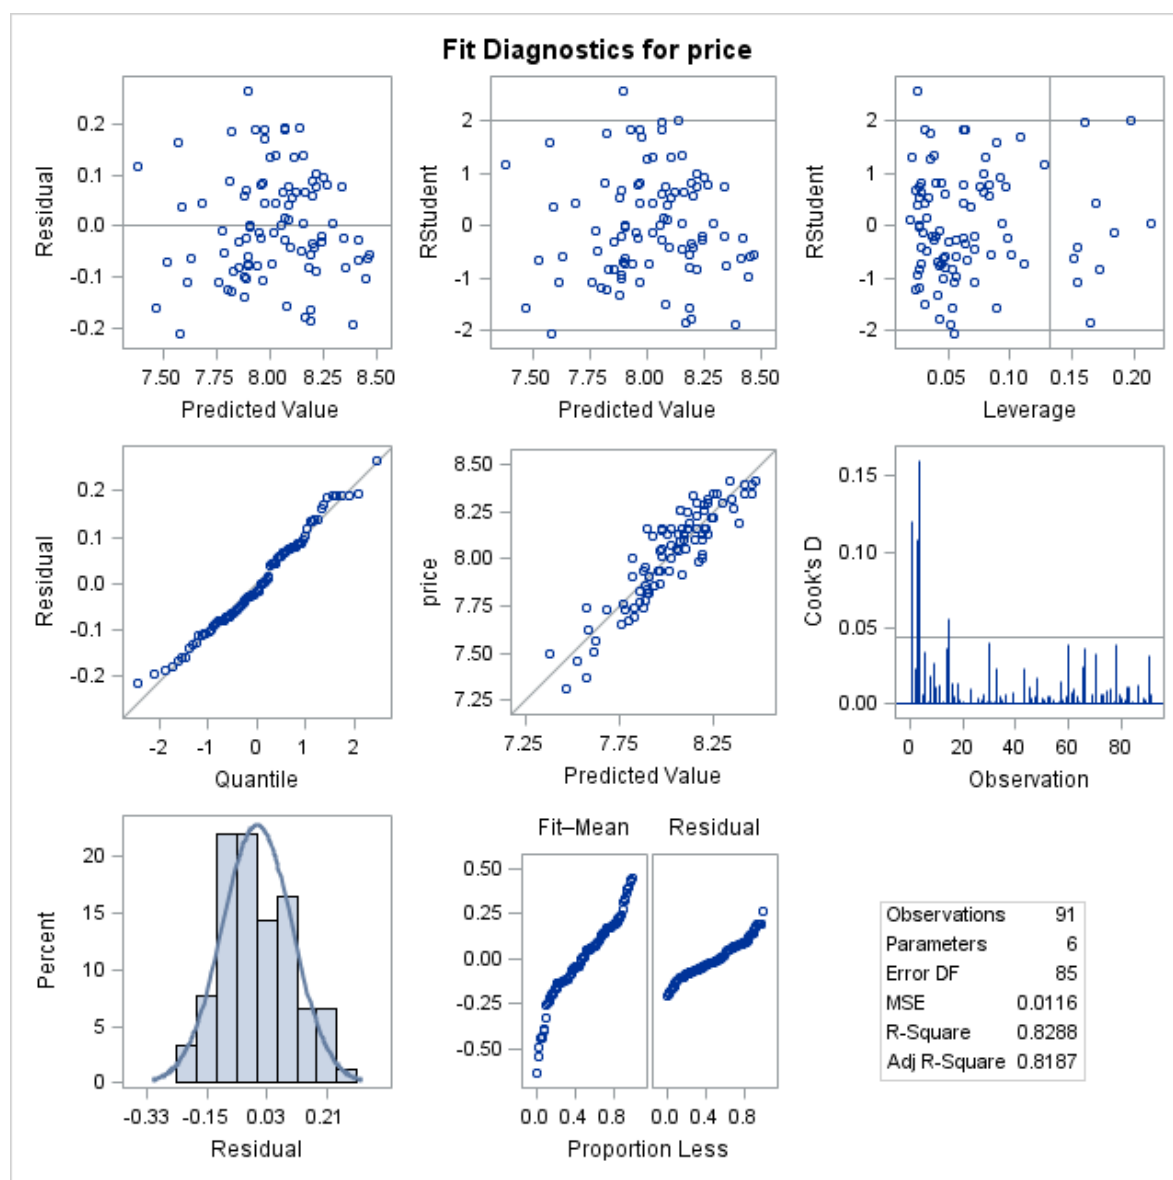 Fit Diagnostics for price
0.2
0.1
0.0
-0.1
-0.2
Residual
7.50 7.75 8.00 8.25 8.50
Predicted Value
2
1
0
-1
-2
RStudent
7.50 7.75 8.00 8.25 8.50
Predicted Value
2
1
0
-1
-2
RStudent
0.05 0.10 0.15 0.20
Leverage
0.2
0.1
0.0
-0.1
-0.2
Residual
-2 -1 0 1 2
Quantile
8.50
8.25
8.00
7.75
7.50
7.25
price
7.25 7.75 8.25
Predicted Value
0.15
0.10
0.05
0.00
Cook's D
0 20 40 60 80
Observation
20
15
10
5
0
Percent
-0.33 -0.15 0.03 0.21
Residual
Fit–Mean Residual
0.50
0.25
0.00
-0.25
-0.50
0.0 0.4 0.8 0.0 0.4 0.8
Proportion Less
Observations 91
Parameters 6
Error DF 85
MSE 0.0116
R-Square 0.8288
Adj R-Square 0.8187